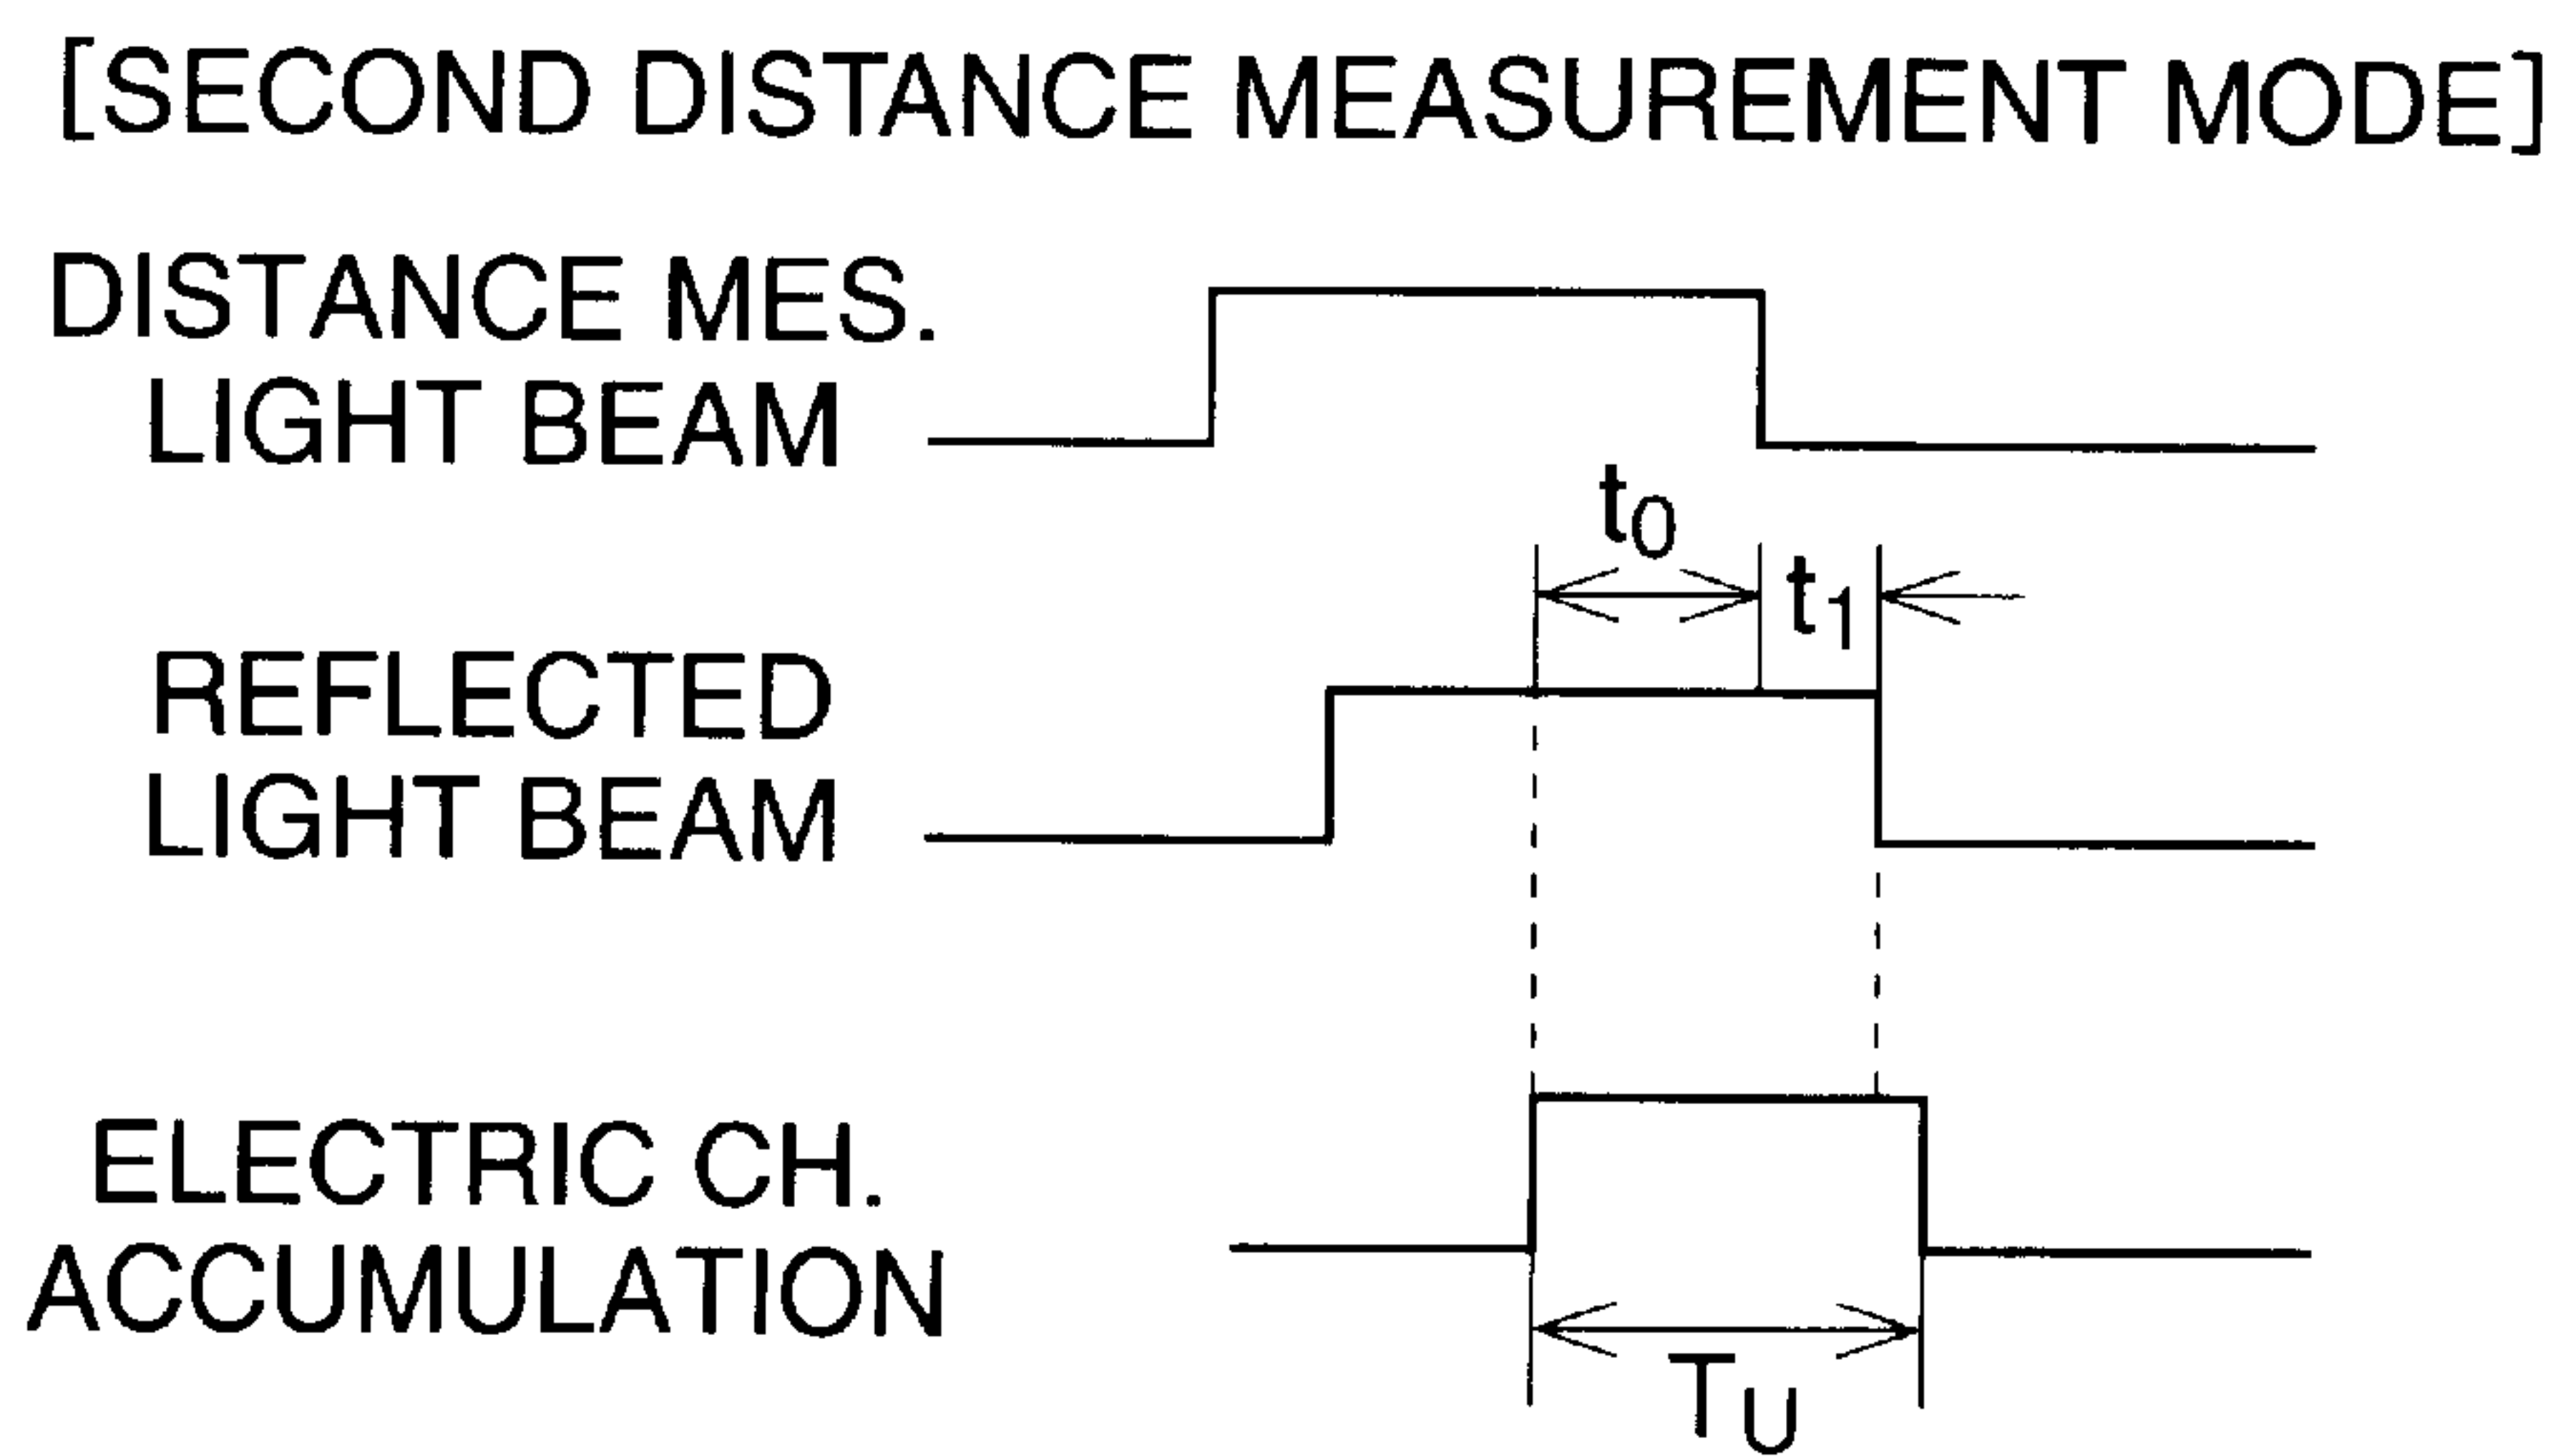 [SECOND DISTANCE MEASUREMENT MODE]
DISTANCE MES.
LIGHT BEAM
t0
t1
REFLECTED
LIGHT BEAM
ELECTRIC CH.
ACCUMULATION
TU